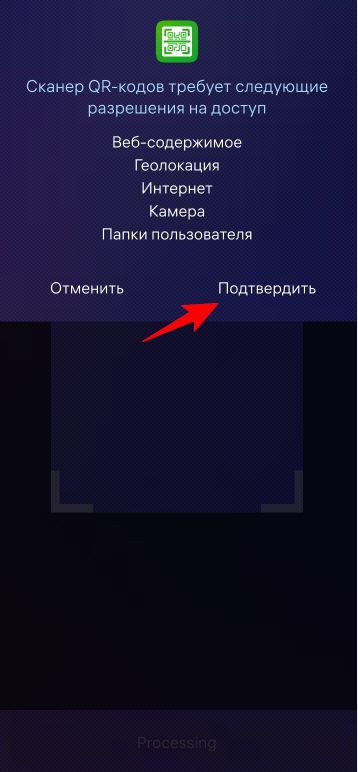 Сканер QR-кодов требует следующие
разрешения на доступ
Веб-содержимое
Геолокация
Интернет
Камера
Папки пользователя
Отменить Подтвердить
Processing